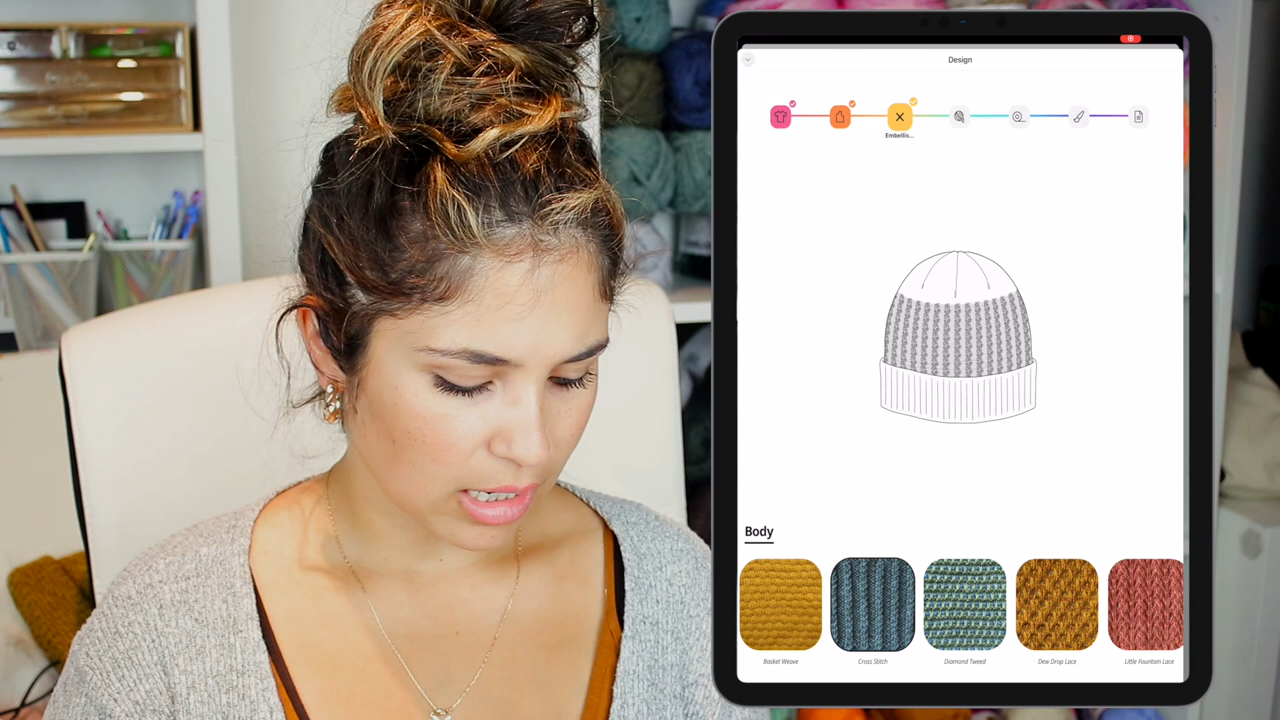 Design
Embellis...
Body
Basket Weave
Cross Stitch
Diamond Tweed
Dew Drop Lace
Little Fountain Lace